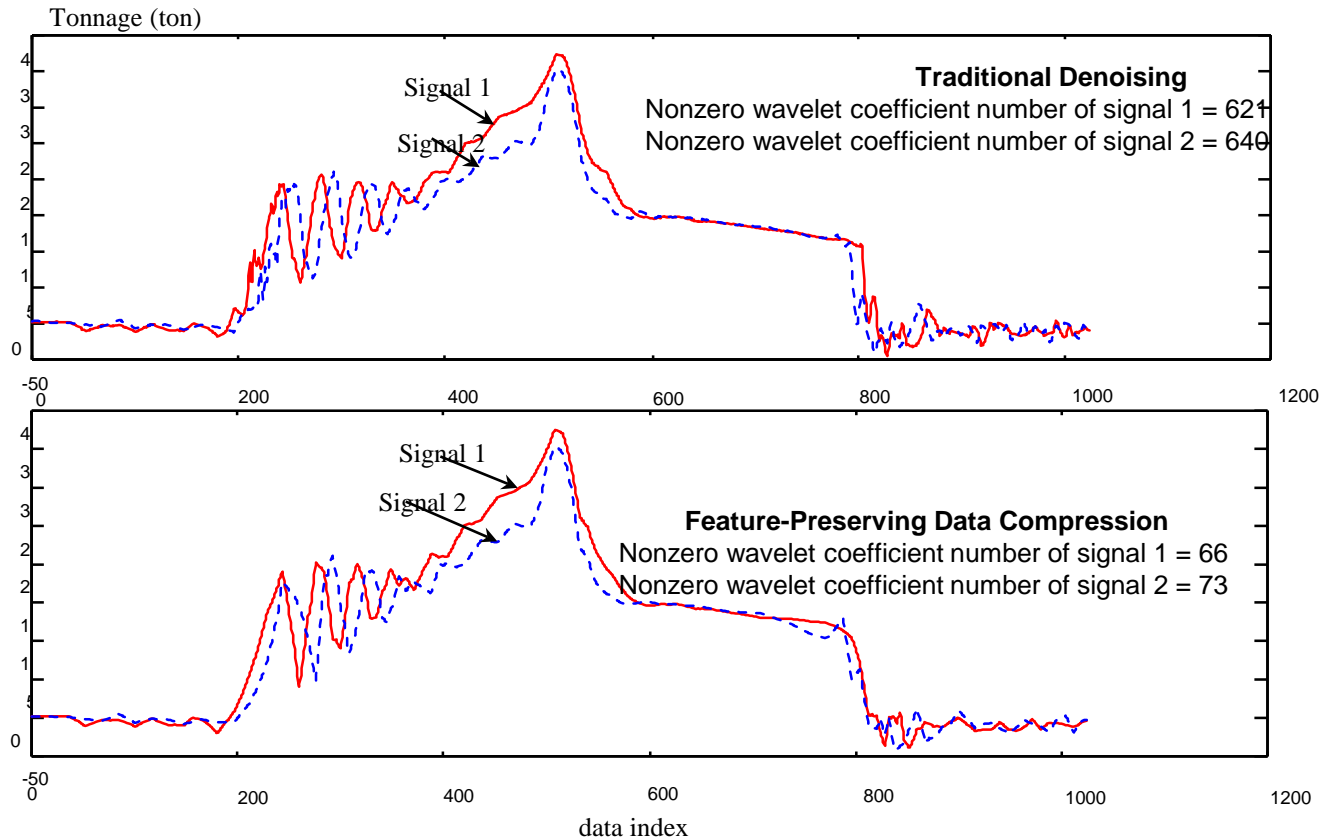 Tonnage (ton)
4
3
3
2
2
1
1
5
0
-50
Signal 1
Signal 2
Traditional Denoising
Nonzero wavelet coefficient number of signal 1 = 621
Nonzero wavelet coefficient number of signal 2 = 640
0 200 400 600 800 1000 1200
4
3
3
2
2
1
1
5
0
-50
Signal 1
Signal 2
Feature-Preserving Data Compression
Nonzero wavelet coefficient number of signal 1 = 66
Nonzero wavelet coefficient number of signal 2 = 73
0 200 400 600 800 1000 1200
data index